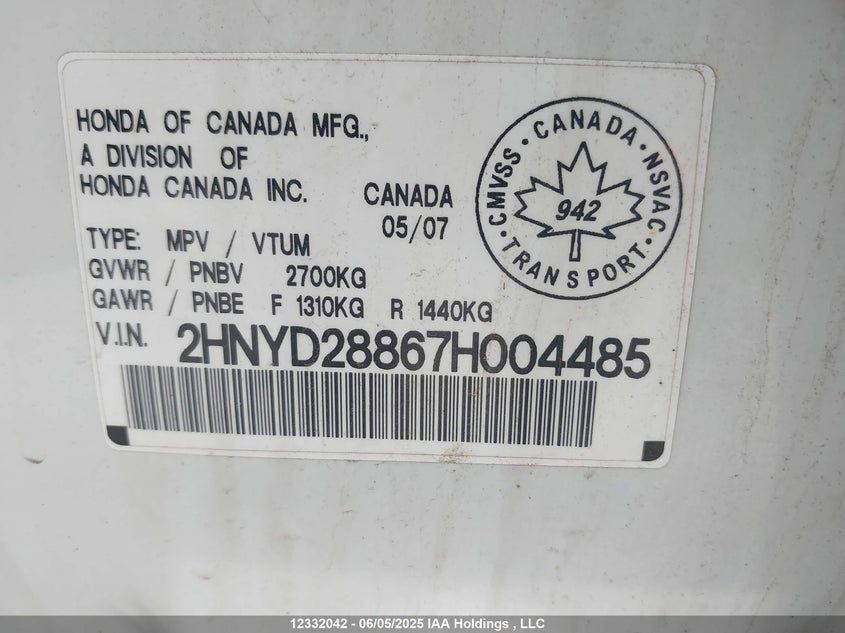 HONDA OF CANADA MFG.,
A DIVISION OF
HONDA CANADA INC.
CANADA
05/07
TYPE: MPV / VTUM
GVWR / PNBV 2700KG
GAWR / PNBE F 1310KG R 1440KG
V.I.N. 2HNYD28867H004485
CMVSS · CANADA · NSVAC · TRANSPORT ·
942
12332042 - 06/05/2025 IAA Holdings , LLC